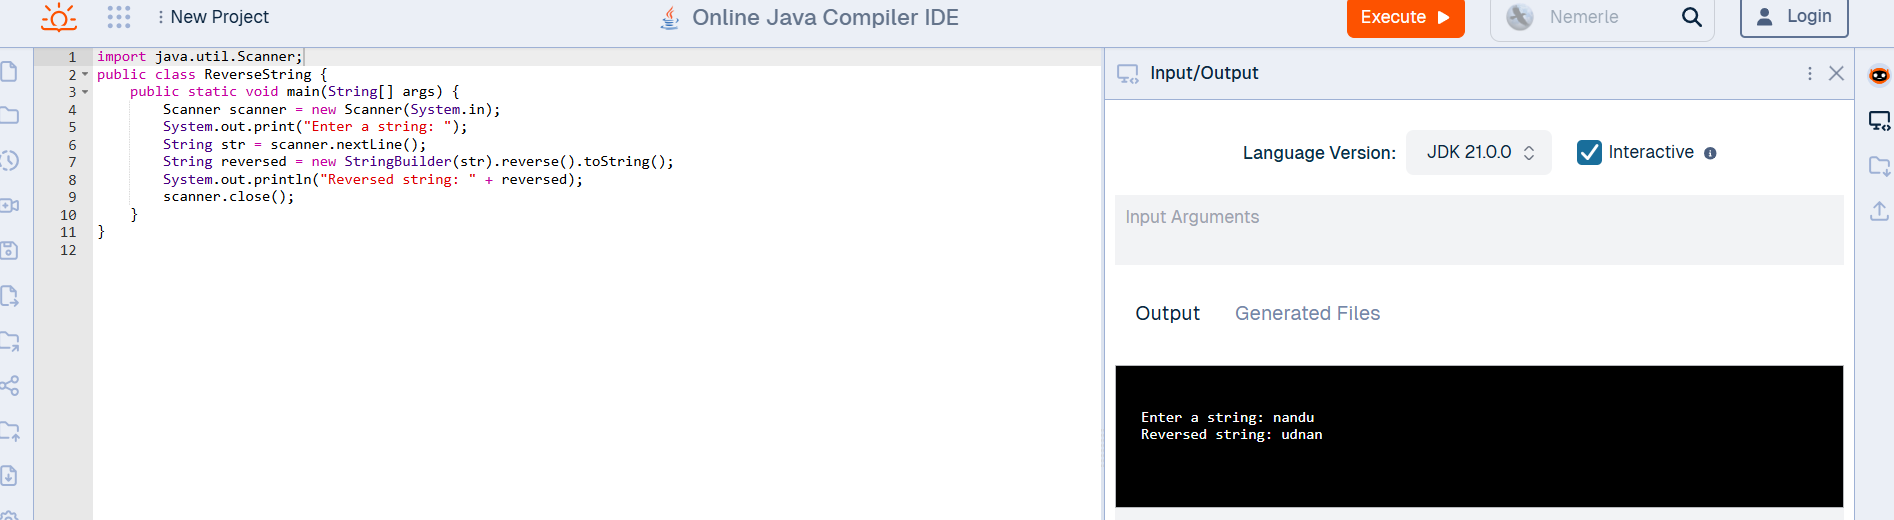 New Project
Online Java Compiler IDE
Execute
Nemerle
Login
1 import java.util.Scanner;
2 public class ReverseString {
3 public static void main(String[] args) {
4 Scanner scanner = new Scanner(System.in);
5 System.out.print("Enter a string: ");
6 String str = scanner.nextLine();
7 String reversed = new StringBuilder(str).reverse().toString();
8 System.out.println("Reversed string: " + reversed);
9 scanner.close();
10 }
11 }
12
Input/Output
Language Version: JDK 21.0.0 Interactive
Input Arguments
Output Generated Files
Enter a string: nandu
Reversed string: udnan